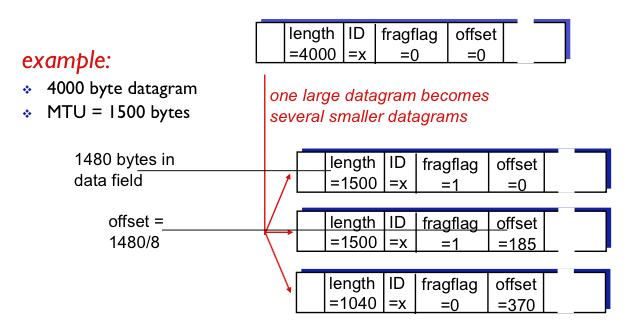 length ID fragflag offset
=4000 =x =0 =0
example:
❖ 4000 byte datagram
❖ MTU = 1500 bytes
one large datagram becomes
several smaller datagrams
1480 bytes in
data field
length ID fragflag offset
=1500 =x =1 =0
offset =
1480/8
length ID fragflag offset
=1500 =x =1 =185
length ID fragflag offset
=1040 =x =0 =370